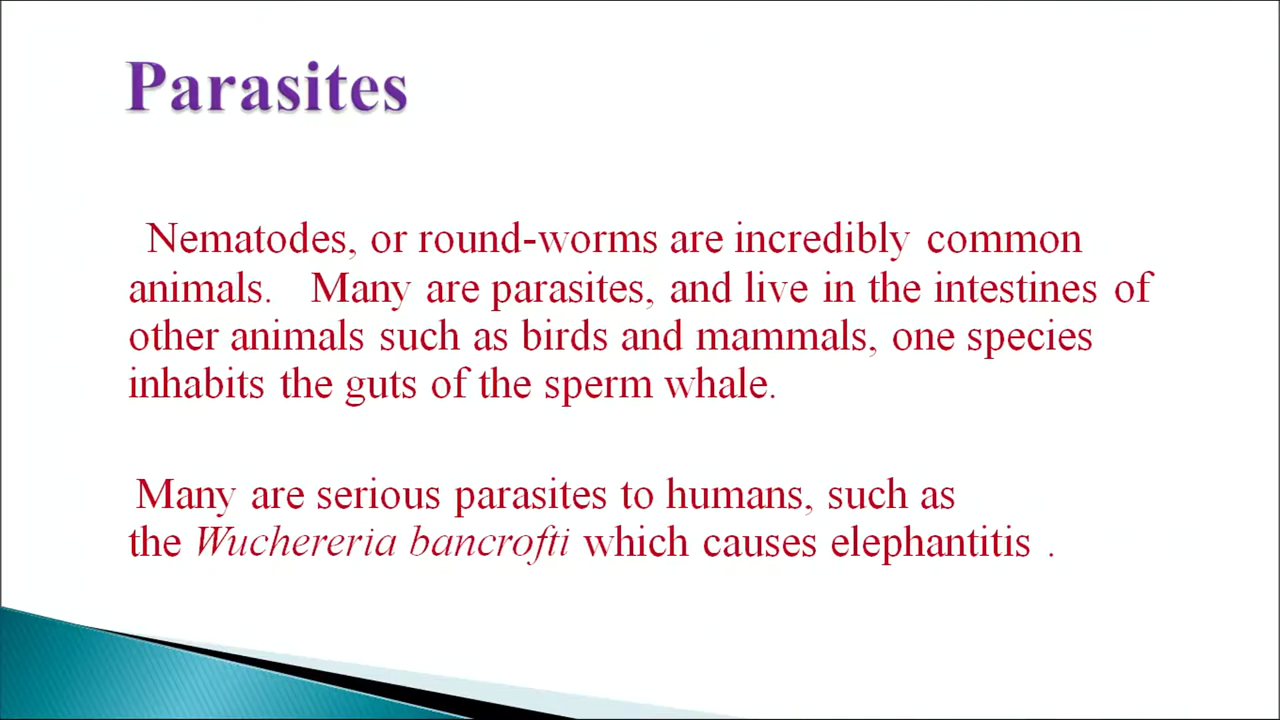 Parasites
Nematodes, or round-worms are incredibly common
animals. Many are parasites, and live in the intestines of
other animals such as birds and mammals, one species
inhabits the guts of the sperm whale.
Many are serious parasites to humans, such as
the Wuchereria bancrofti which causes elephantitis .